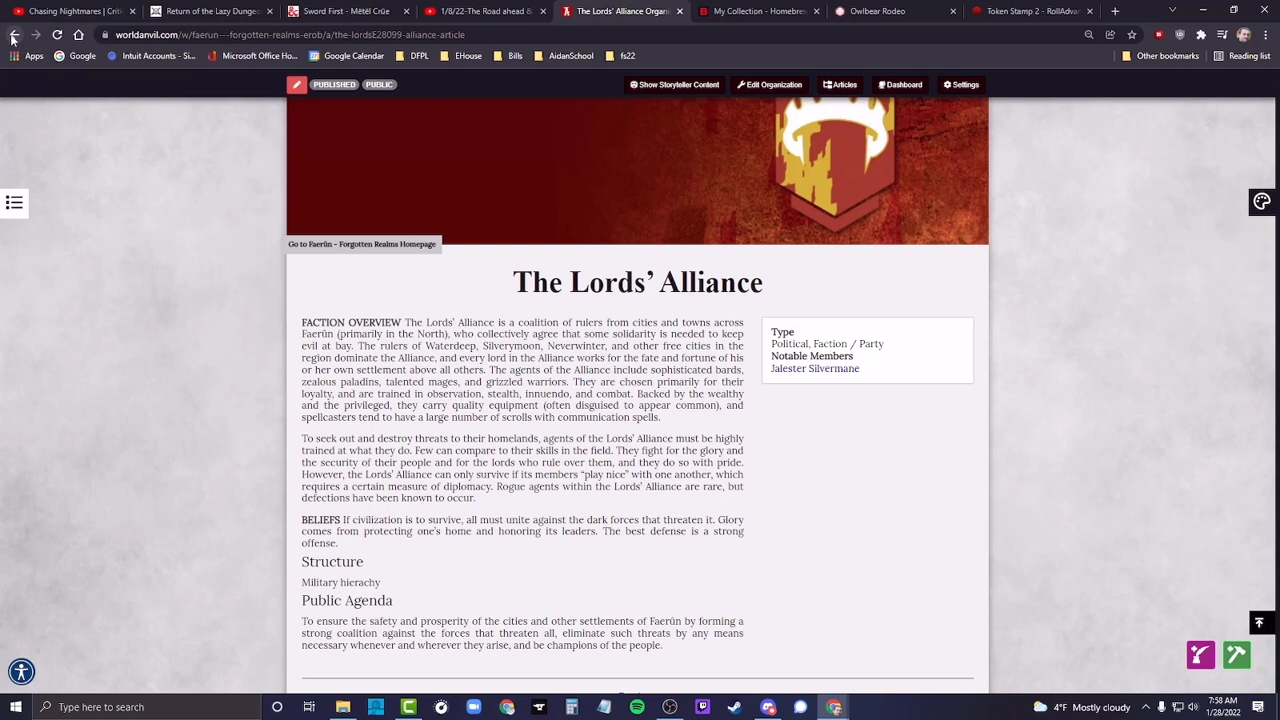 Chasing Nightmares | Critic
Return of the Lazy Dungeo
Sword First - Mëtël Crüe
1/8/22-The Road ahead &
The Lords' Alliance Organi
My Collection - Homebrew
Owlbear Rodeo
Token Stamp 2 - RollAdva
worldanvil.com/w/faerun---forgotten-realms-erob/a/the-lordsE28099-alliance-article
Apps
Google
Intuit Accounts - Si...
Microsoft Office Ho...
Google Calendar
DFPL
EHouse
Bills
AidanSchool
fs22
Other bookmarks
Reading list
PUBLISHED
PUBLIC
Show Storyteller Content
Edit Organization
Articles
Dashboard
Settings
Go to Faerûn - Forgotten Realms Homepage
The Lords’ Alliance
FACTION OVERVIEW The Lords’ Alliance is a coalition of rulers from cities and towns across
Faerûn (primarily in the North), who collectively agree that some solidarity is needed to keep
evil at bay. The rulers of Waterdeep, Silverymoon, Neverwinter, and other free cities in the
region dominate the Alliance, and every lord in the Alliance works for the fate and fortune of his
or her own settlement above all others. The agents of the Alliance include sophisticated bards,
zealous paladins, talented mages, and grizzled warriors. They are chosen primarily for their
loyalty, and are trained in observation, stealth, innuendo, and combat. Backed by the wealthy
and the privileged, they carry quality equipment (often disguised to appear common), and
spellcasters tend to have a large number of scrolls with communication spells.
To seek out and destroy threats to their homelands, agents of the Lords’ Alliance must be highly
trained at what they do. Few can compare to their skills in the field. They fight for the glory and
the security of their people and for the lords who rule over them, and they do so with pride.
However, the Lords’ Alliance can only survive if its members “play nice” with one another, which
requires a certain measure of diplomacy. Rogue agents within the Lords’ Alliance are rare, but
defections have been known to occur.
BELIEFS If civilization is to survive, all must unite against the dark forces that threaten it. Glory
comes from protecting one’s home and honoring its leaders. The best defense is a strong
offense.
Structure
Military hierachy
Public Agenda
To ensure the safety and prosperity of the cities and other settlements of Faerûn by forming a
strong coalition against the forces that threaten all, eliminate such threats by any means
necessary whenever and wherever they arise, and be champions of the people.
Type
Political, Faction / Party
Notable Members
Jalester Silvermane
Type here to search
4°F Mostly cloudy
7:58 AM
1/28/2022